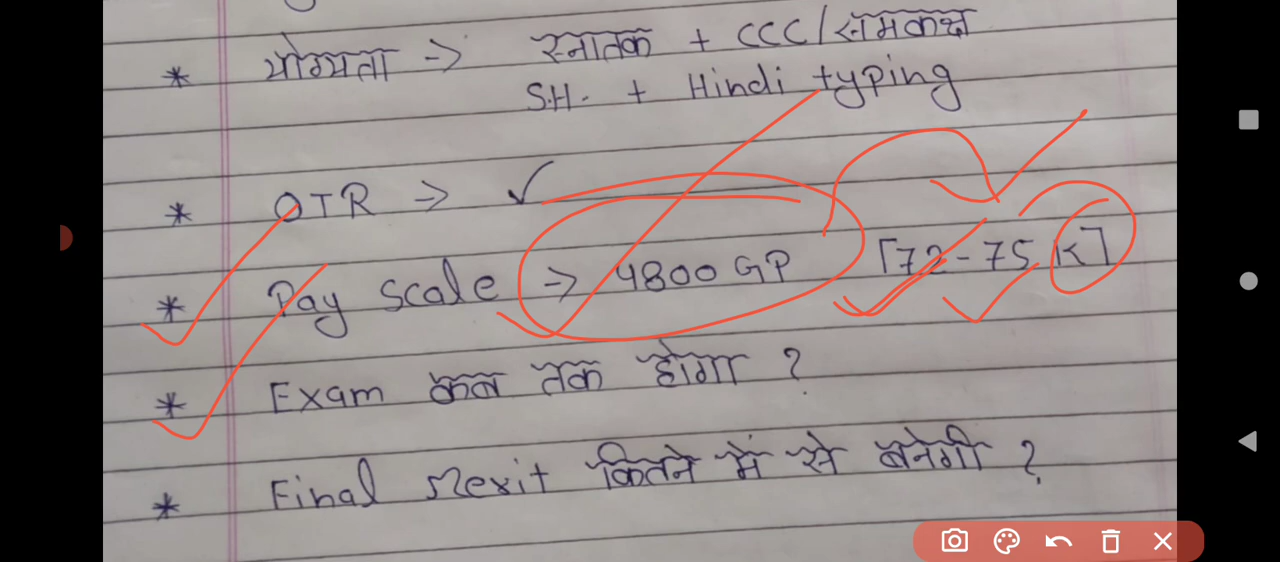 * योग्यता → स्नातक + CCC/समकक्ष
S.H. + Hindi typing
* OTR → ✓
* Pay scale → 4800 GP [72-75 K]
* Exam कब तक होगा ?
* Final Merit कितने में से बनेगी ?